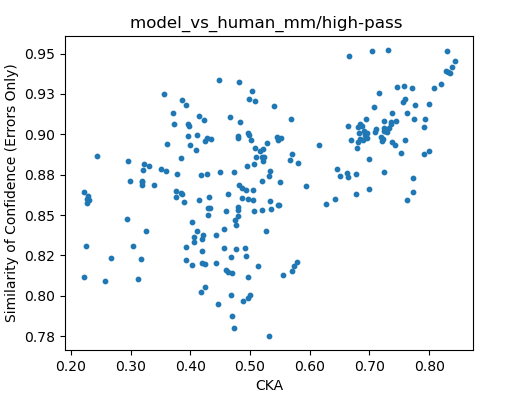 model_vs_human_mm/high-pass
Similarity of Confidence (Errors Only)
0.95
0.93
0.90
0.88
0.85
0.82
0.80
0.78
0.20 0.30 0.40 0.50 0.60 0.70 0.80
CKA